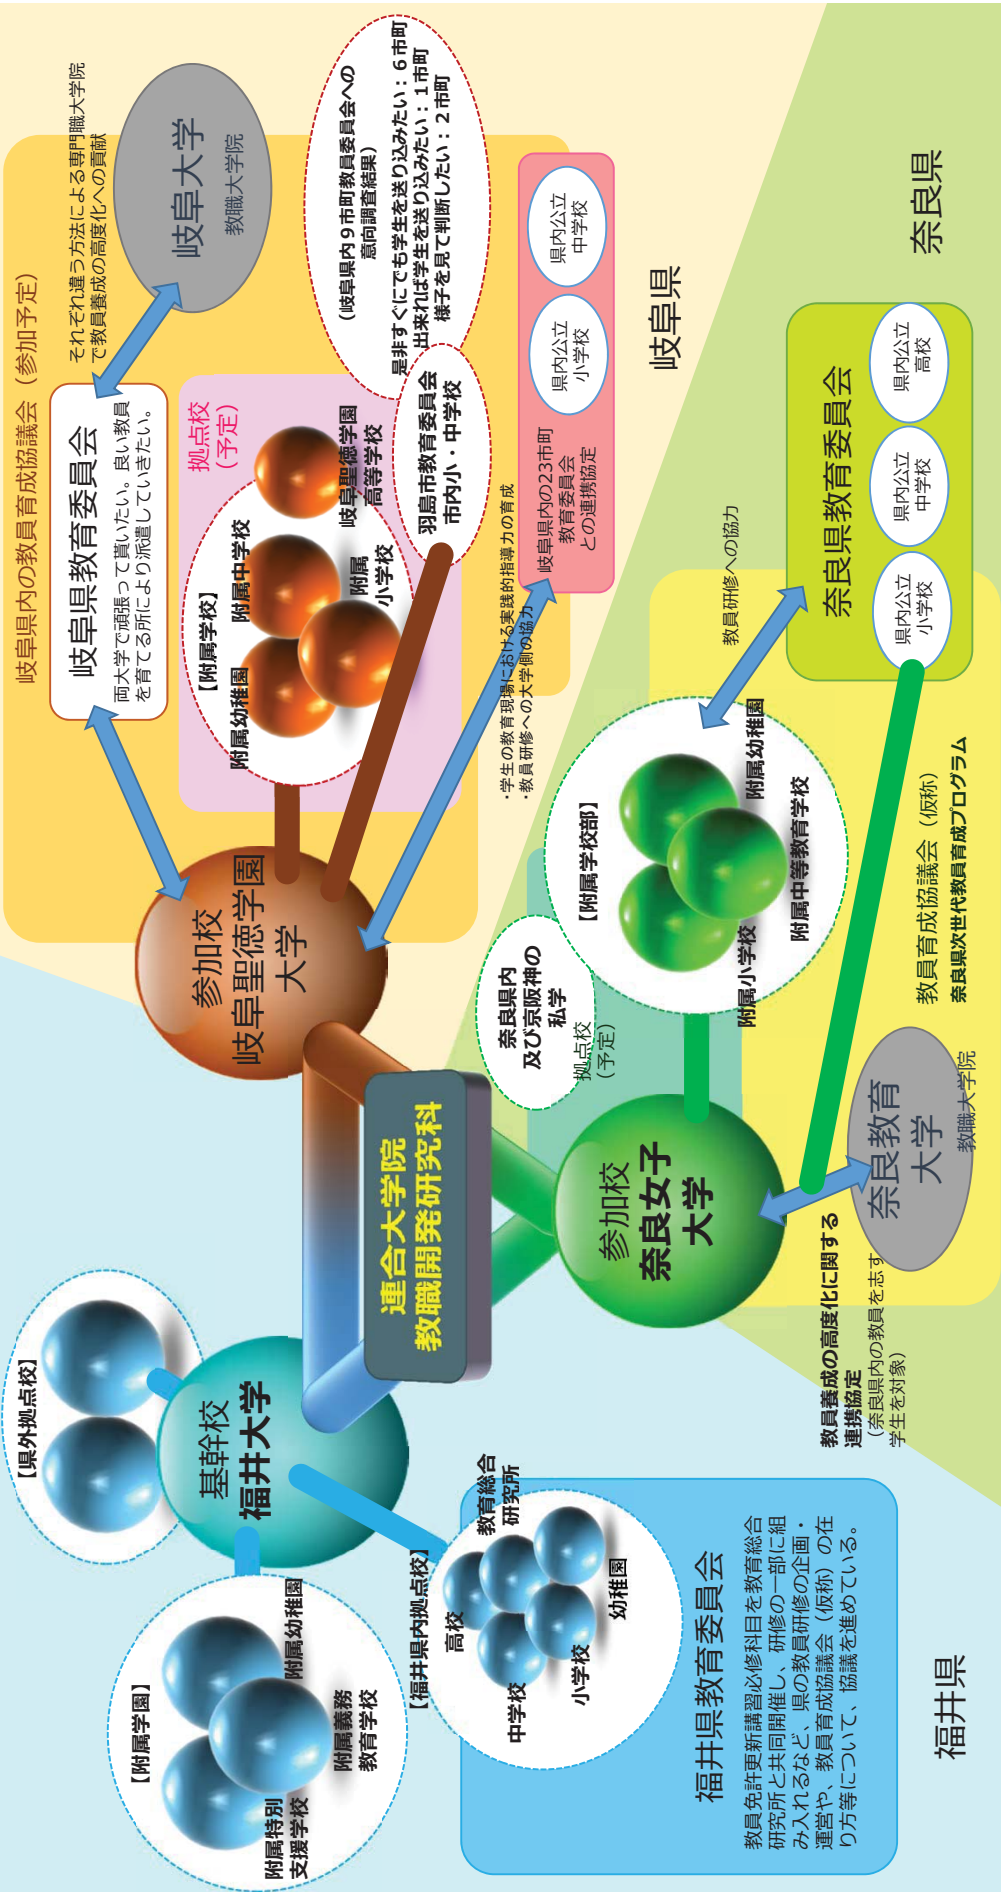 【県外拠点校】
基幹校
福井大学
【附属学園】
附属幼稚園
附属義務
教育学校
附属特別
支援学校
【福井県内拠点校】
教育総合
研究所
高校
中学校
小学校
幼稚園
福井県教育委員会
教員免許更新講習必修科目を教育総合
研究所と共同開催し、研修の一部に組
み入れるなど、県の教員研修の企画・
運営や、教員育成協議会（仮称）の在
り方等について、協議を進めている。
福井県
連合大学院
教職開発研究科
岐阜県内の教員育成協議会（参加予定）
岐阜県教育委員会
両大学で頑張って貰いたい。良い教員
を育てる所により派遣していきたい。
それぞれ違う方法による専門職大学院
で教員養成の高度化への貢献
岐阜大学
教職大学院
参加校
岐阜聖徳学園
大学
拠点校
（予定）
【附属学校】
附属幼稚園
附属中学校
附属
小学校
岐阜聖徳学園
高等学校
羽島市教育委員会
市内小・中学校
（岐阜県内９市町教員委員会への
意向調査結果）
是非すぐにでも学生を送り込みたい：６市町
出来れば学生を送り込みたい：１市町
様子を見て判断したい：２市町
・学生の教育現場における実践的指導力の育成
・教員研修への大学側の協力
岐阜県内の23市町
教育委員会
との連携協定
県内公立
小学校
県内公立
中学校
岐阜県
奈良県内
及び京阪神の
私学
拠点校
（予定）
参加校
奈良女子
大学
【附属学校部】
附属幼稚園
附属小学校
附属中等教育学校
教員研修への協力
奈良県教育委員会
県内公立
小学校
県内公立
中学校
県内公立
高校
奈良県
教員育成協議会（仮称）
奈良県次世代教員育成プログラム
奈良教育
大学
教職大学院
教員養成の高度化に関する
連携協定
（奈良県内の教員を志す
学生を対象）